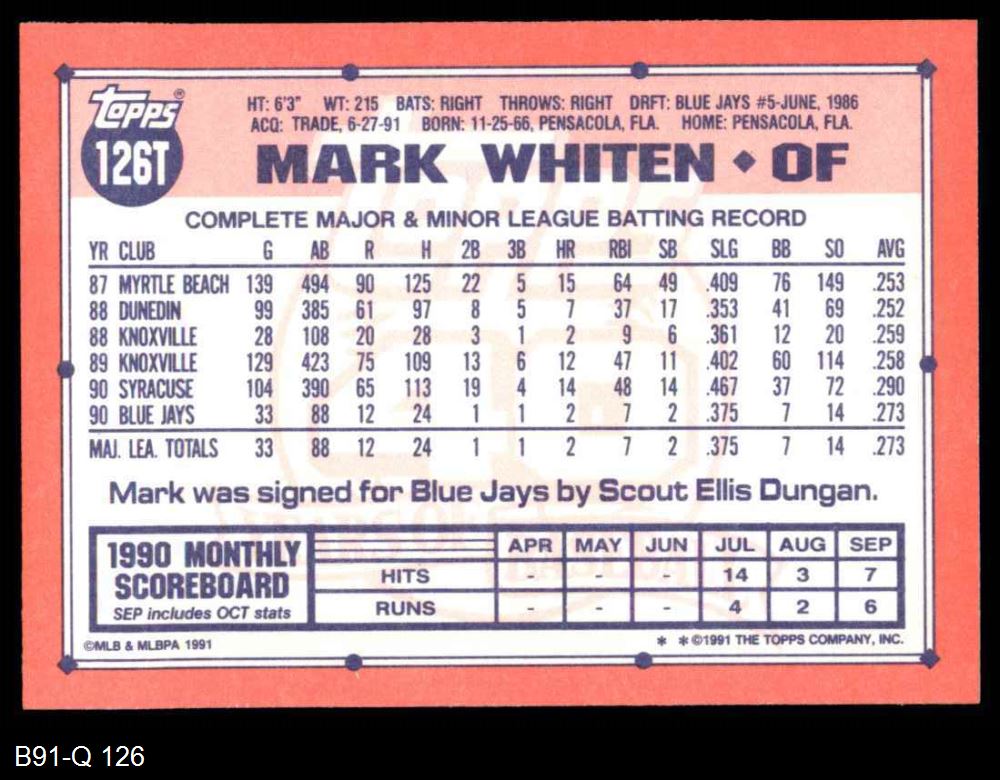 topps®
126T
HT: 6'3" WT: 215 BATS: RIGHT THROWS: RIGHT DRFT: BLUE JAYS #5-JUNE, 1986
ACQ: TRADE, 6-27-91 BORN: 11-25-66, PENSACOLA, FLA. HOME: PENSACOLA, FLA.
MARK WHITEN ◆ OF
COMPLETE MAJOR & MINOR LEAGUE BATTING RECORD
YR CLUB G AB R H 2B 3B HR RBI SB SLG BB SO AVG
87 MYRTLE BEACH 139 494 90 125 22 5 15 64 49 .409 76 149 .253
88 DUNEDIN 99 385 61 97 8 5 7 37 17 .353 41 69 .252
88 KNOXVILLE 28 108 20 28 3 1 2 9 6 .361 12 20 .259
89 KNOXVILLE 129 423 75 109 13 6 12 47 11 .402 60 114 .258
90 SYRACUSE 104 390 65 113 19 4 14 48 14 .467 37 72 .290
90 BLUE JAYS 33 88 12 24 1 1 2 7 2 .375 7 14 .273
MAJ. LEA. TOTALS 33 88 12 24 1 1 2 7 2 .375 7 14 .273
Mark was signed for Blue Jays by Scout Ellis Dungan.
1990 MONTHLY
SCOREBOARD
SEP includes OCT stats
APR MAY JUN JUL AUG SEP
HITS - - - 14 3 7
RUNS - - - 4 2 6
©MLB & MLBPA 1991
* * ©1991 THE TOPPS COMPANY, INC.
B91-Q 126